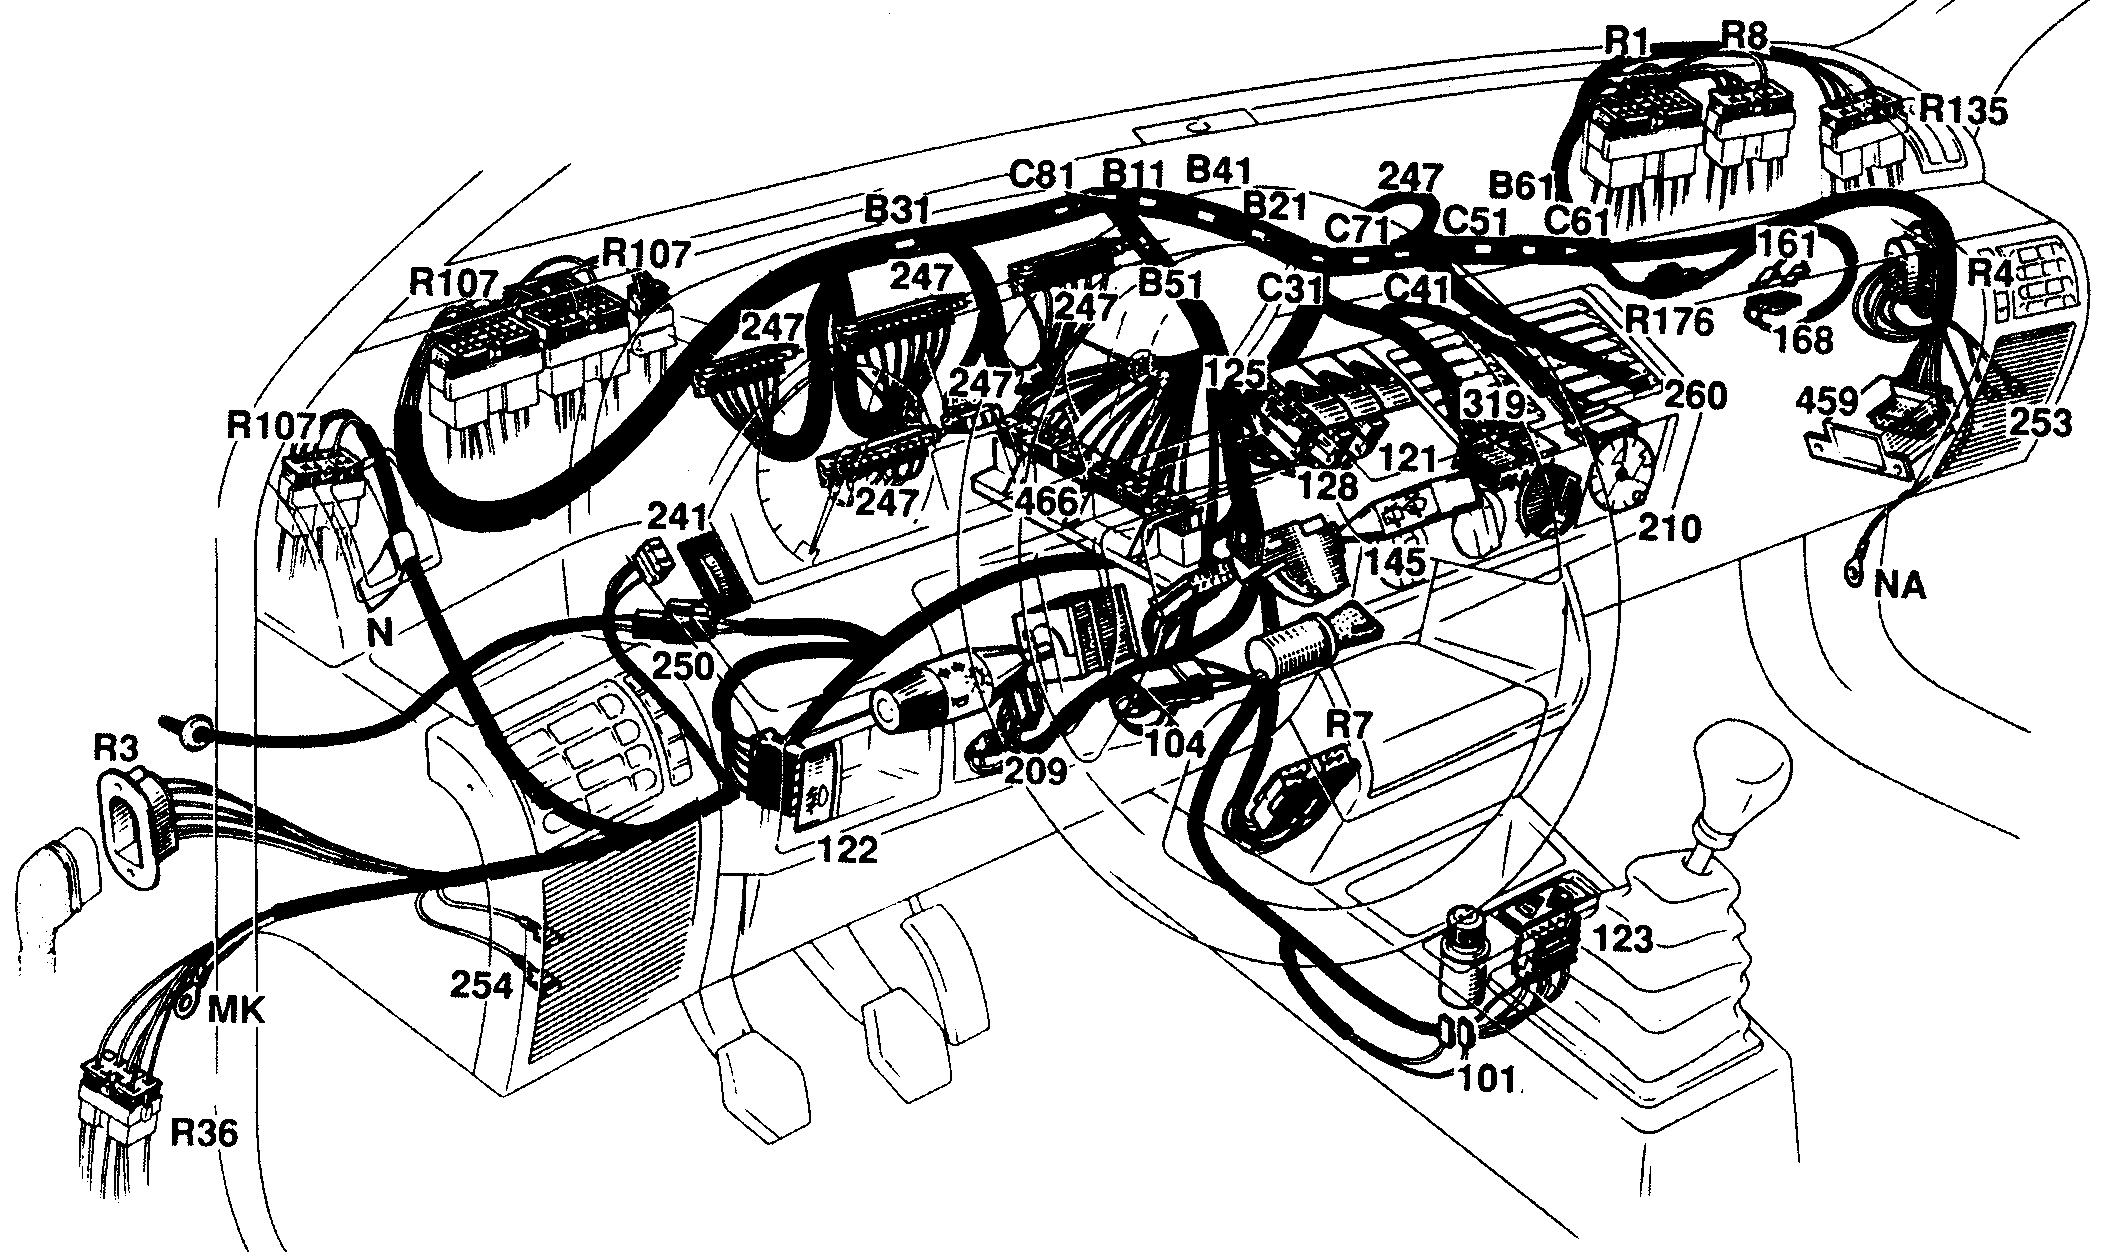 R1 R8
R135
C81 B11 B41 247 B61
B31 B21 C71 C51 C61
161
R107 R107 247 B51 C31 C41 R4
247 247 R176 168
R107 247 125 319 260 459 253
121
466 128
247
241 210
145
N NA
250
R3 104 R7
209
122
123
254
MK
101
R36